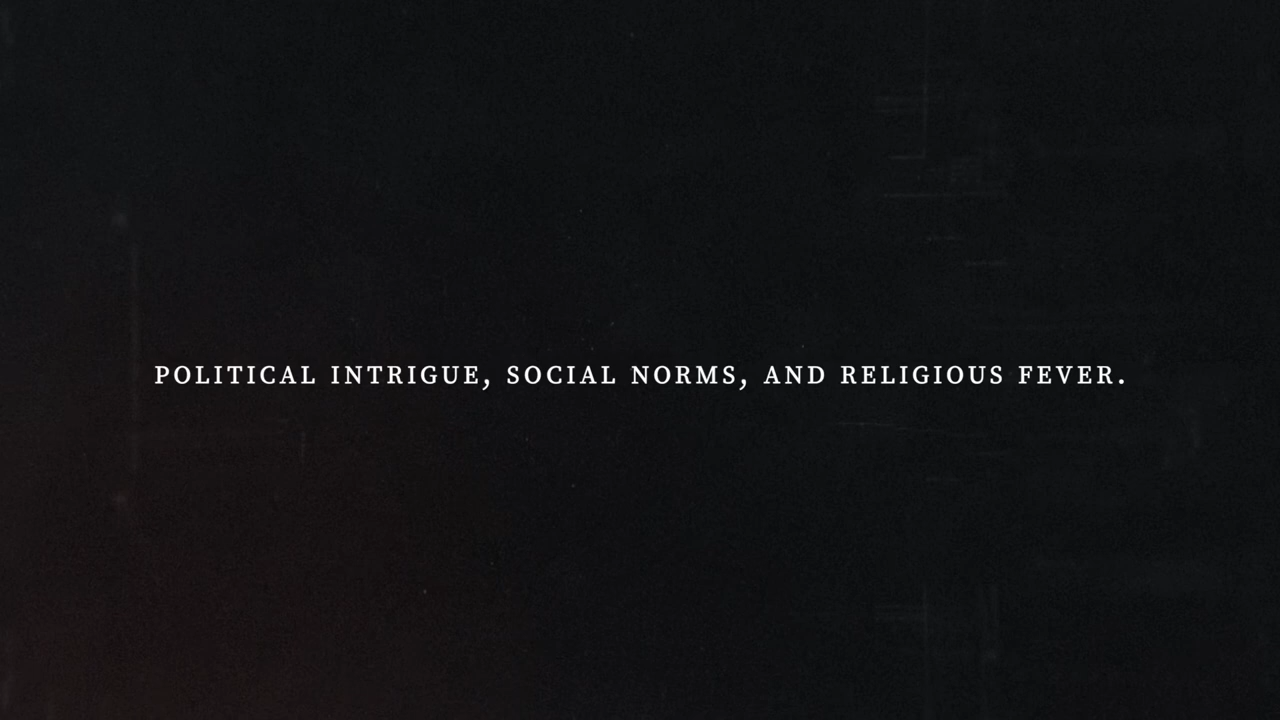 POLITICAL INTRIGUE, SOCIAL NORMS, AND RELIGIOUS FEVER.